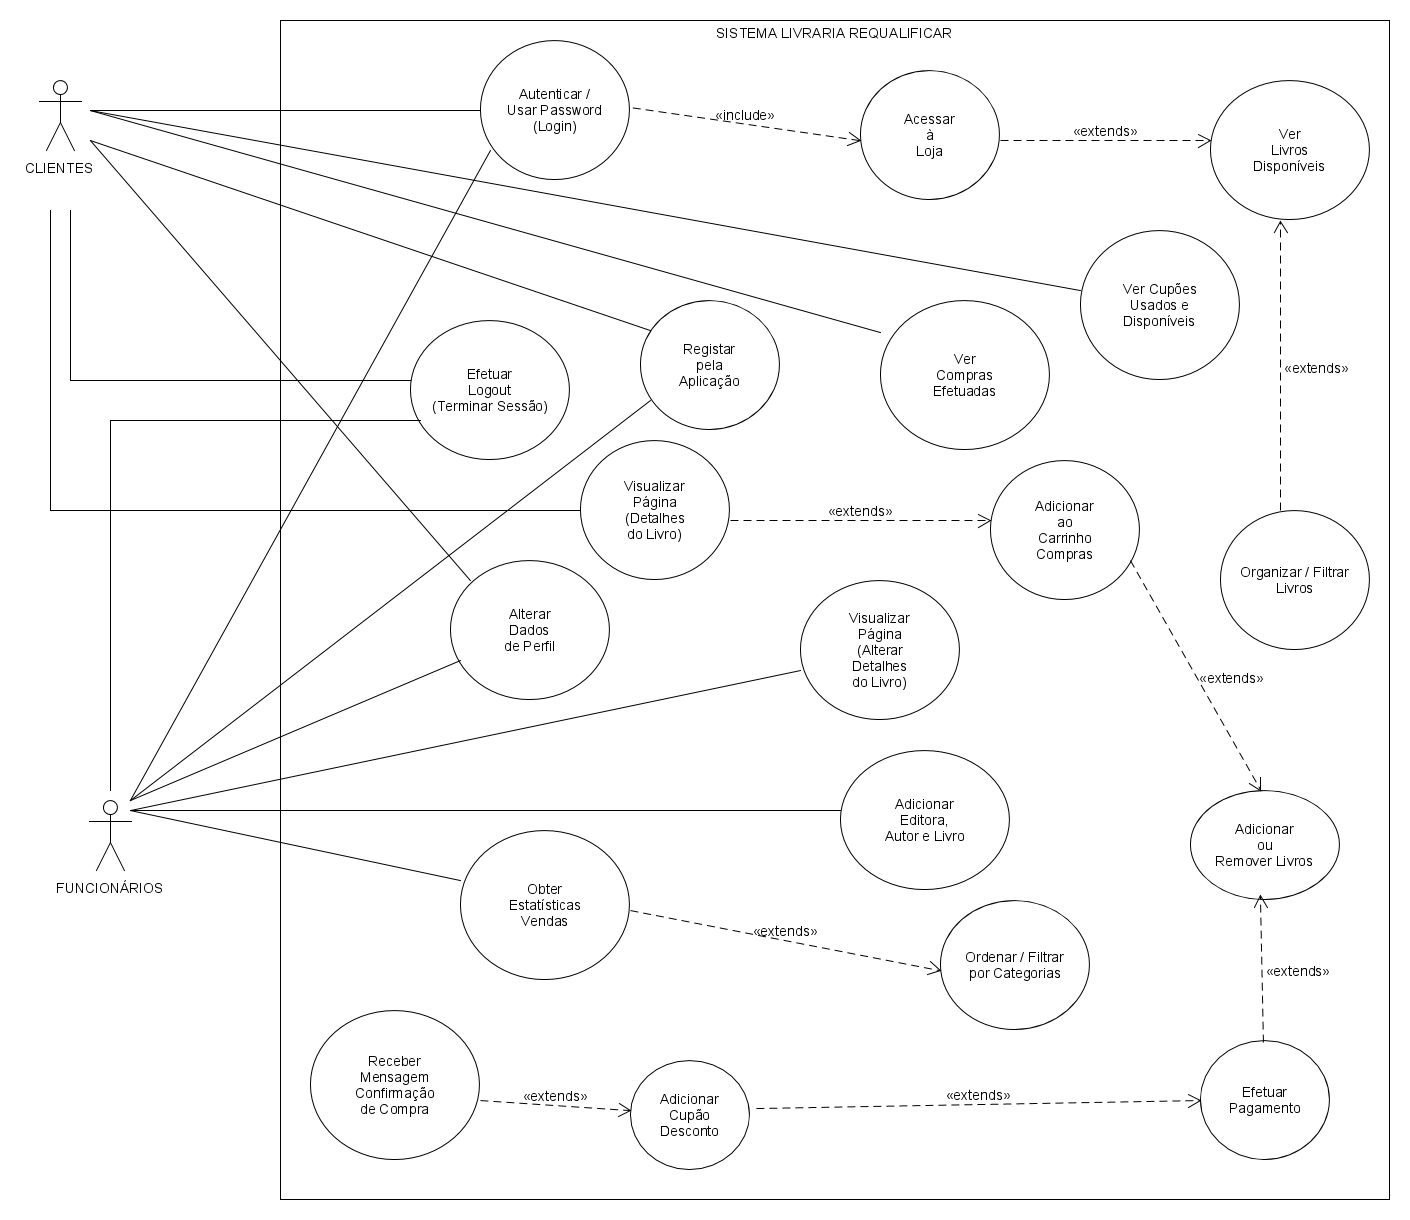 SISTEMA LIVRARIA REQUALIFICAR
CLIENTES
Autenticar /
Usar Password
(Login)
«include»
Acessar
à
Loja
«extends»
Ver
Livros
Disponíveis
Ver Cupões
Usados e
Disponíveis
Registar
pela
Aplicação
Ver
Compras
Efetuadas
«extends»
Efetuar
Logout
(Terminar Sessão)
Visualizar
Página
(Detalhes
do Livro)
«extends»
Adicionar
ao
Carrinho
Compras
Organizar / Filtrar
Livros
Alterar
Dados
de Perfil
Visualizar
Página
(Alterar
Detalhes
do Livro)
«extends»
FUNCIONÁRIOS
Adicionar
Editora,
Autor e Livro
Adicionar
ou
Remover Livros
Obter
Estatísticas
Vendas
«extends»
Ordenar / Filtrar
por Categorias
«extends»
Receber
Mensagem
Confirmação
de Compra
«extends»
Adicionar
Cupão
Desconto
«extends»
Efetuar
Pagamento